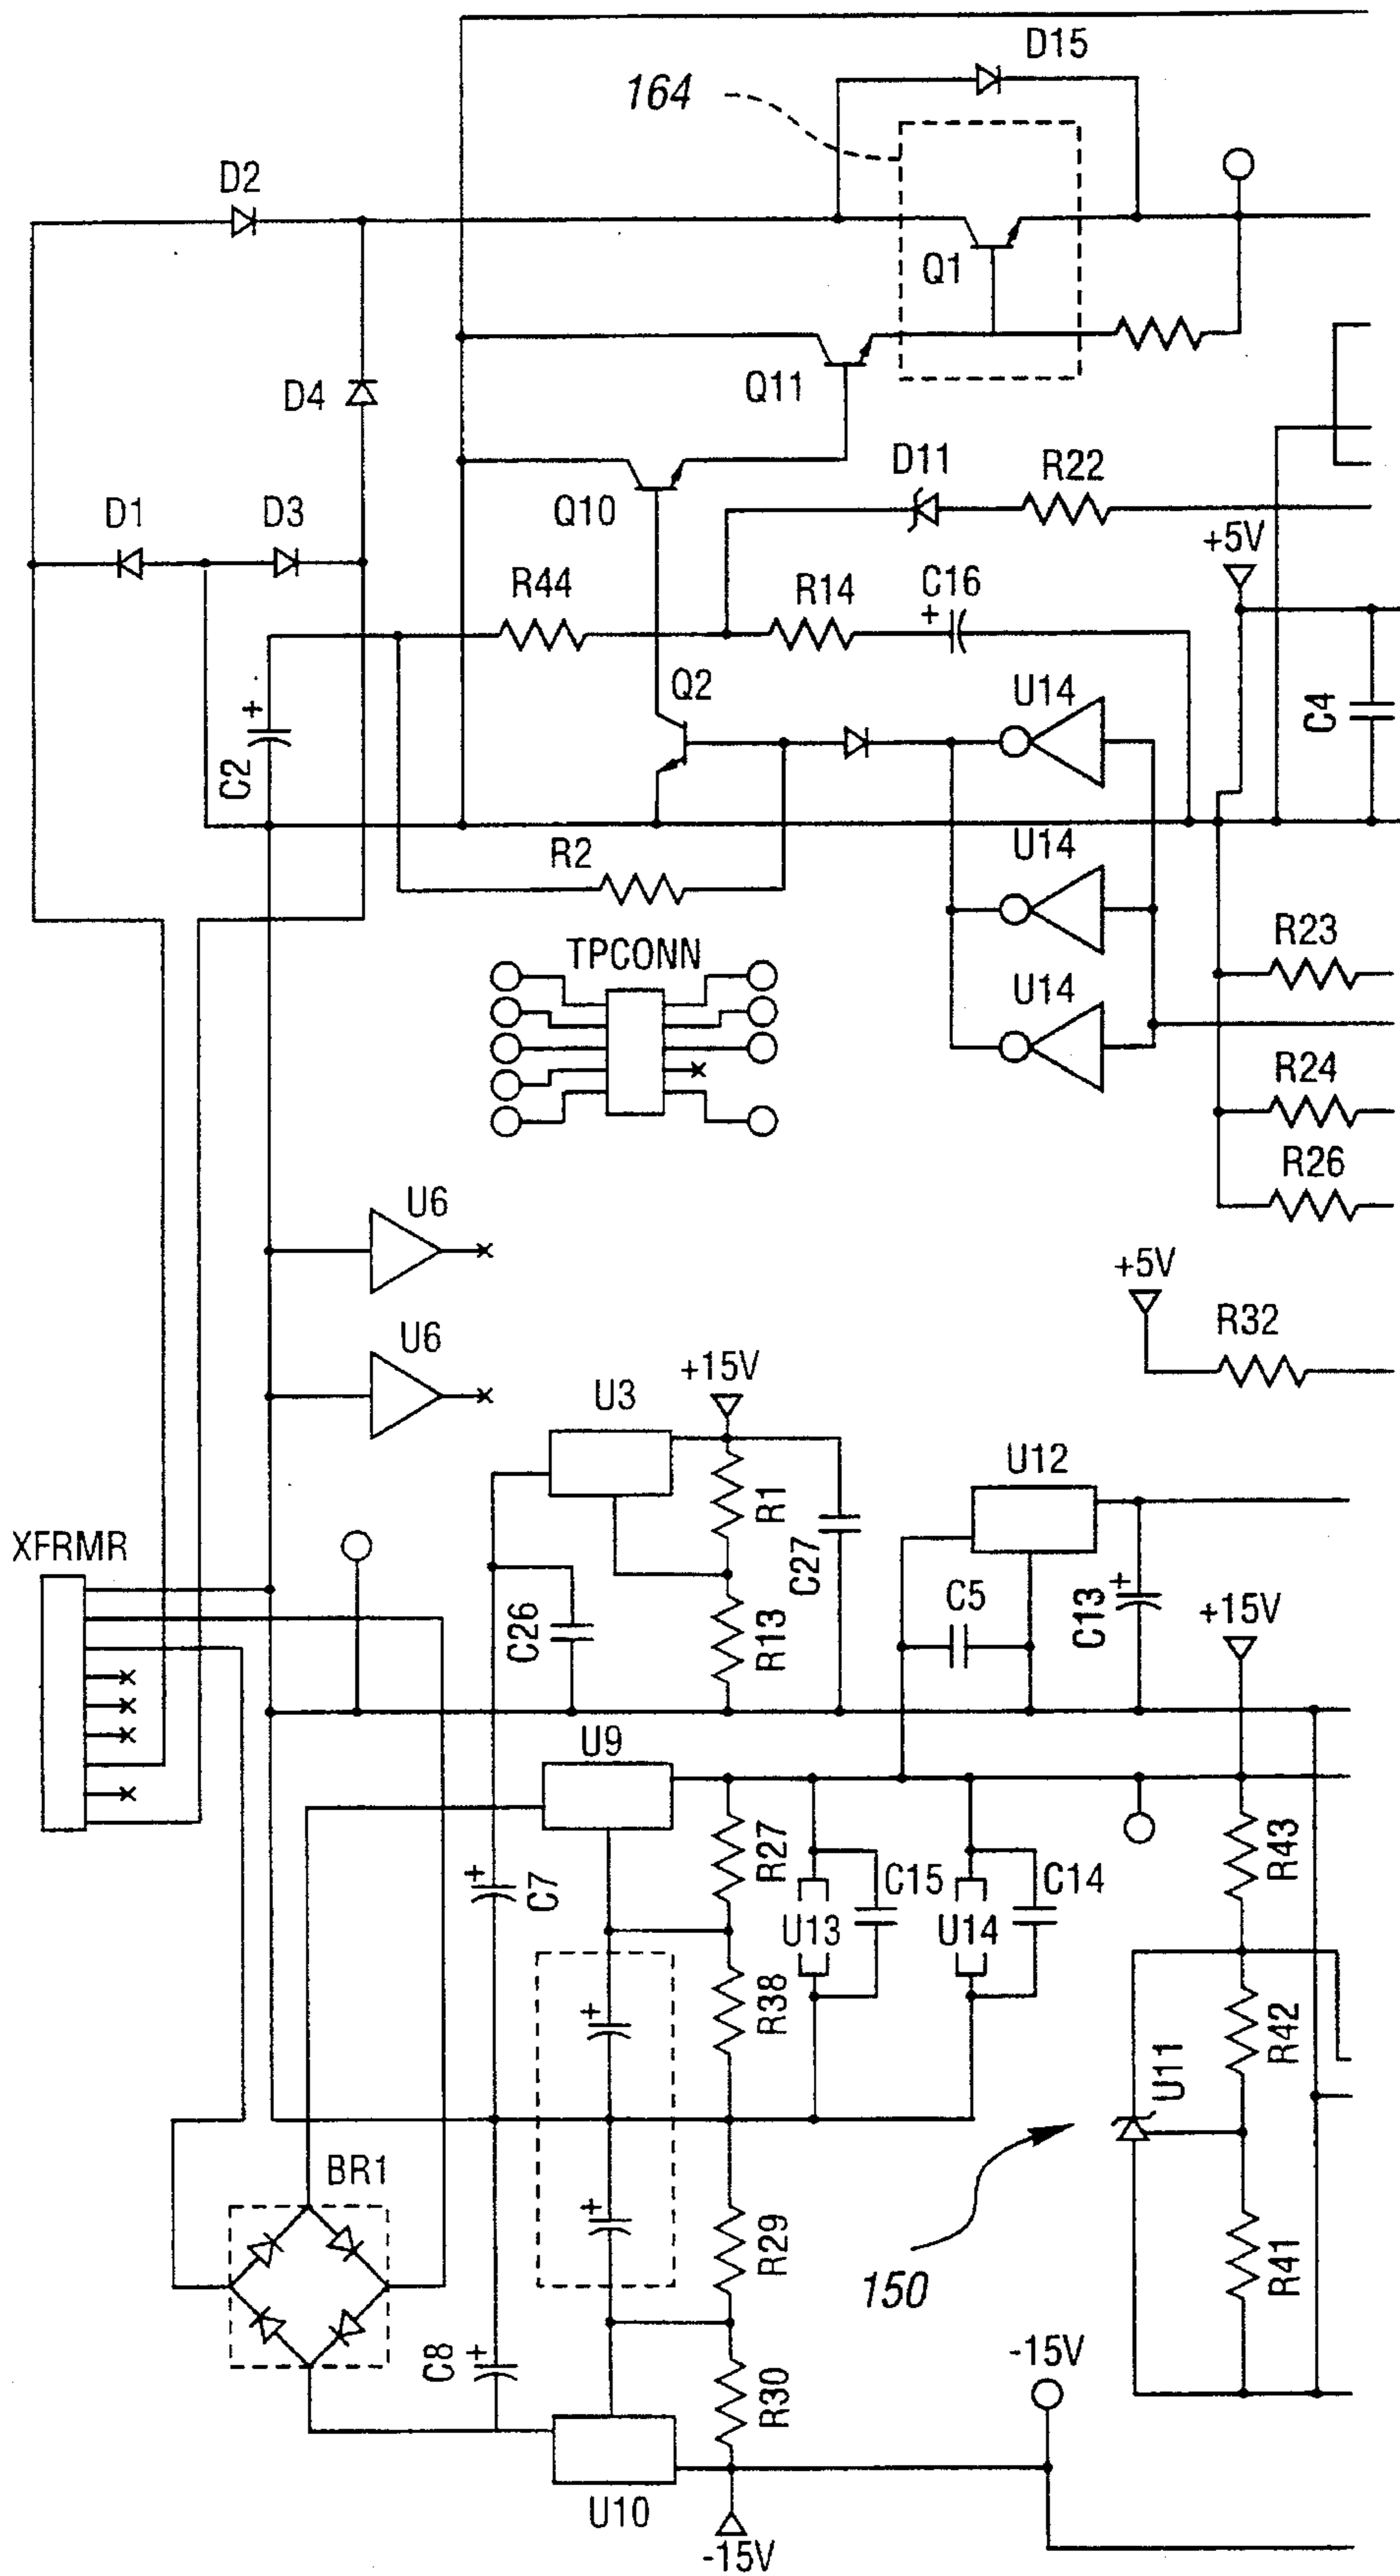 D15
164
D2
Q1
D4
Q11
D11
R22
D1
D3
Q10
+5V
R44
R14
C16
+
Q2
U14
C4
+
C2
R2
U14
TPCONN
R23
U14
R24
R26
U6
+5V
U6
R32
+15V
U3
U12
R1
XFRMR
C27
C5
+
C13
+15V
C26
R13
U9
R27
R43
+
C7
C15
C14
U13
U14
+
R38
R42
U11
BR1
+
R29
R41
150
+
C8
-15V
R30
U10
-15V